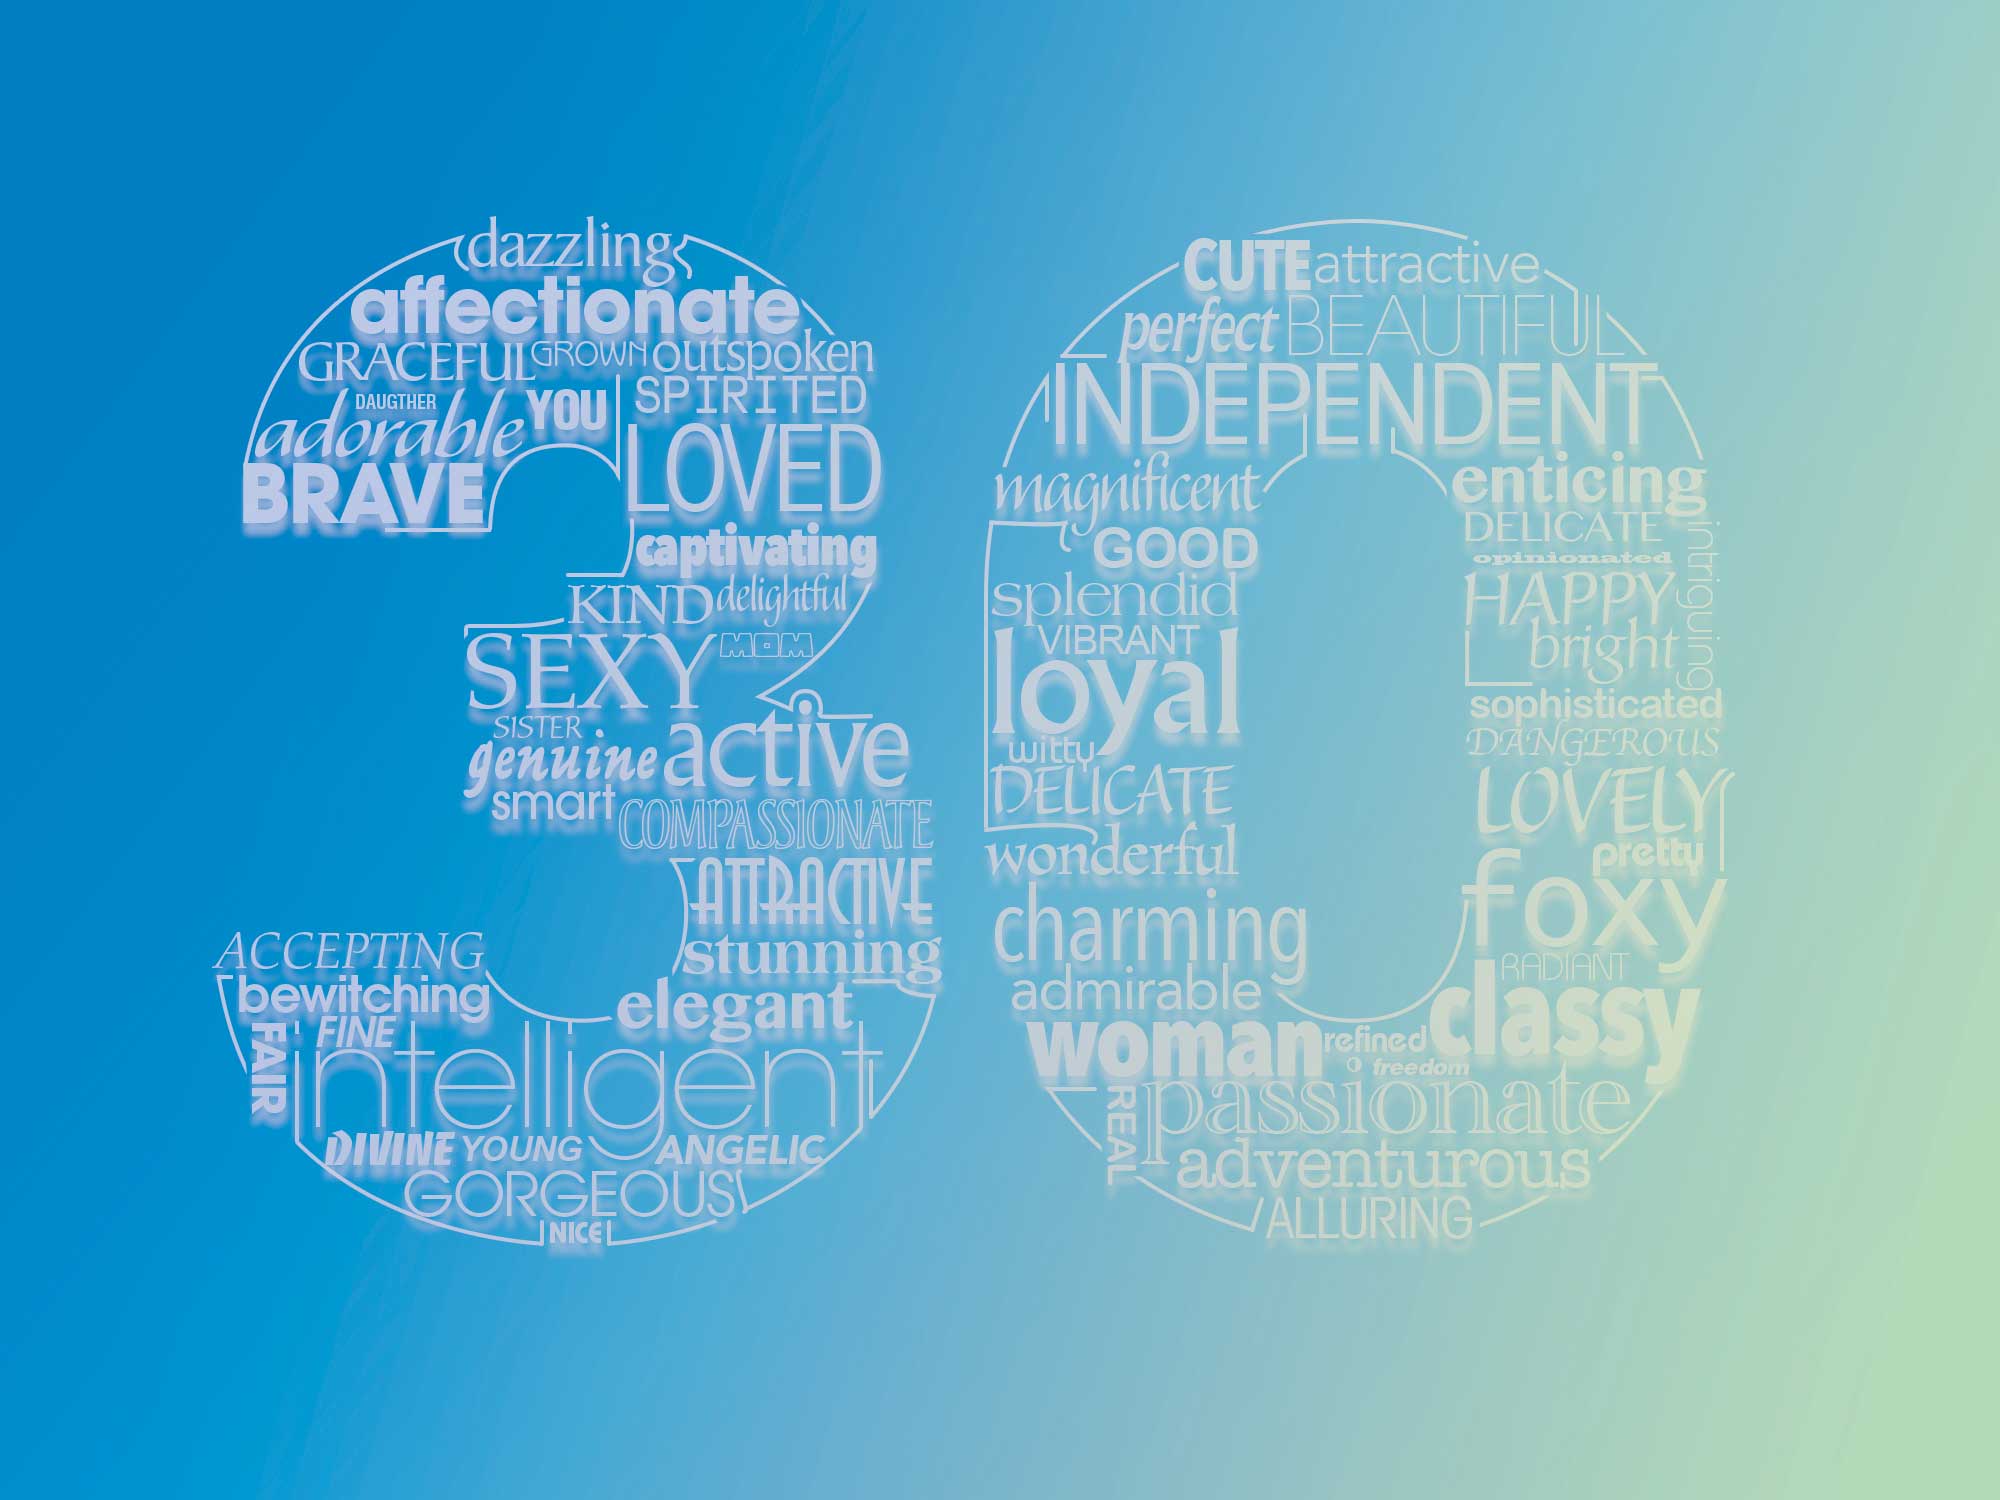 dazzling
affectionate
GRACEFUL GROWN outspoken
DAUGTHER YOU SPIRITED
adorable
BRAVE LOVED
captivating
KIND delightful
SEXY MOM
SISTER
genuine active
smart COMPASSIONATE
ATTRACTIVE
ACCEPTING stunning
bewitching elegant
FAIR FINE
intelligent
DIVINE YOUNG ANGELIC
GORGEOUS
NICE
CUTE attractive
perfect BEAUTIFUL
INDEPENDENT
magnificent
GOOD
splendid
VIBRANT
loyal
witty
DELICATE
wonderful
charming
admirable
enticing
DELICATE
intriguing
opinionated
HAPPY
bright
sophisticated
DANGEROUS
LOVELY
pretty
foxy
RADIANT
woman refined classy
freedom
REAL passionate
adventurous
ALLURING